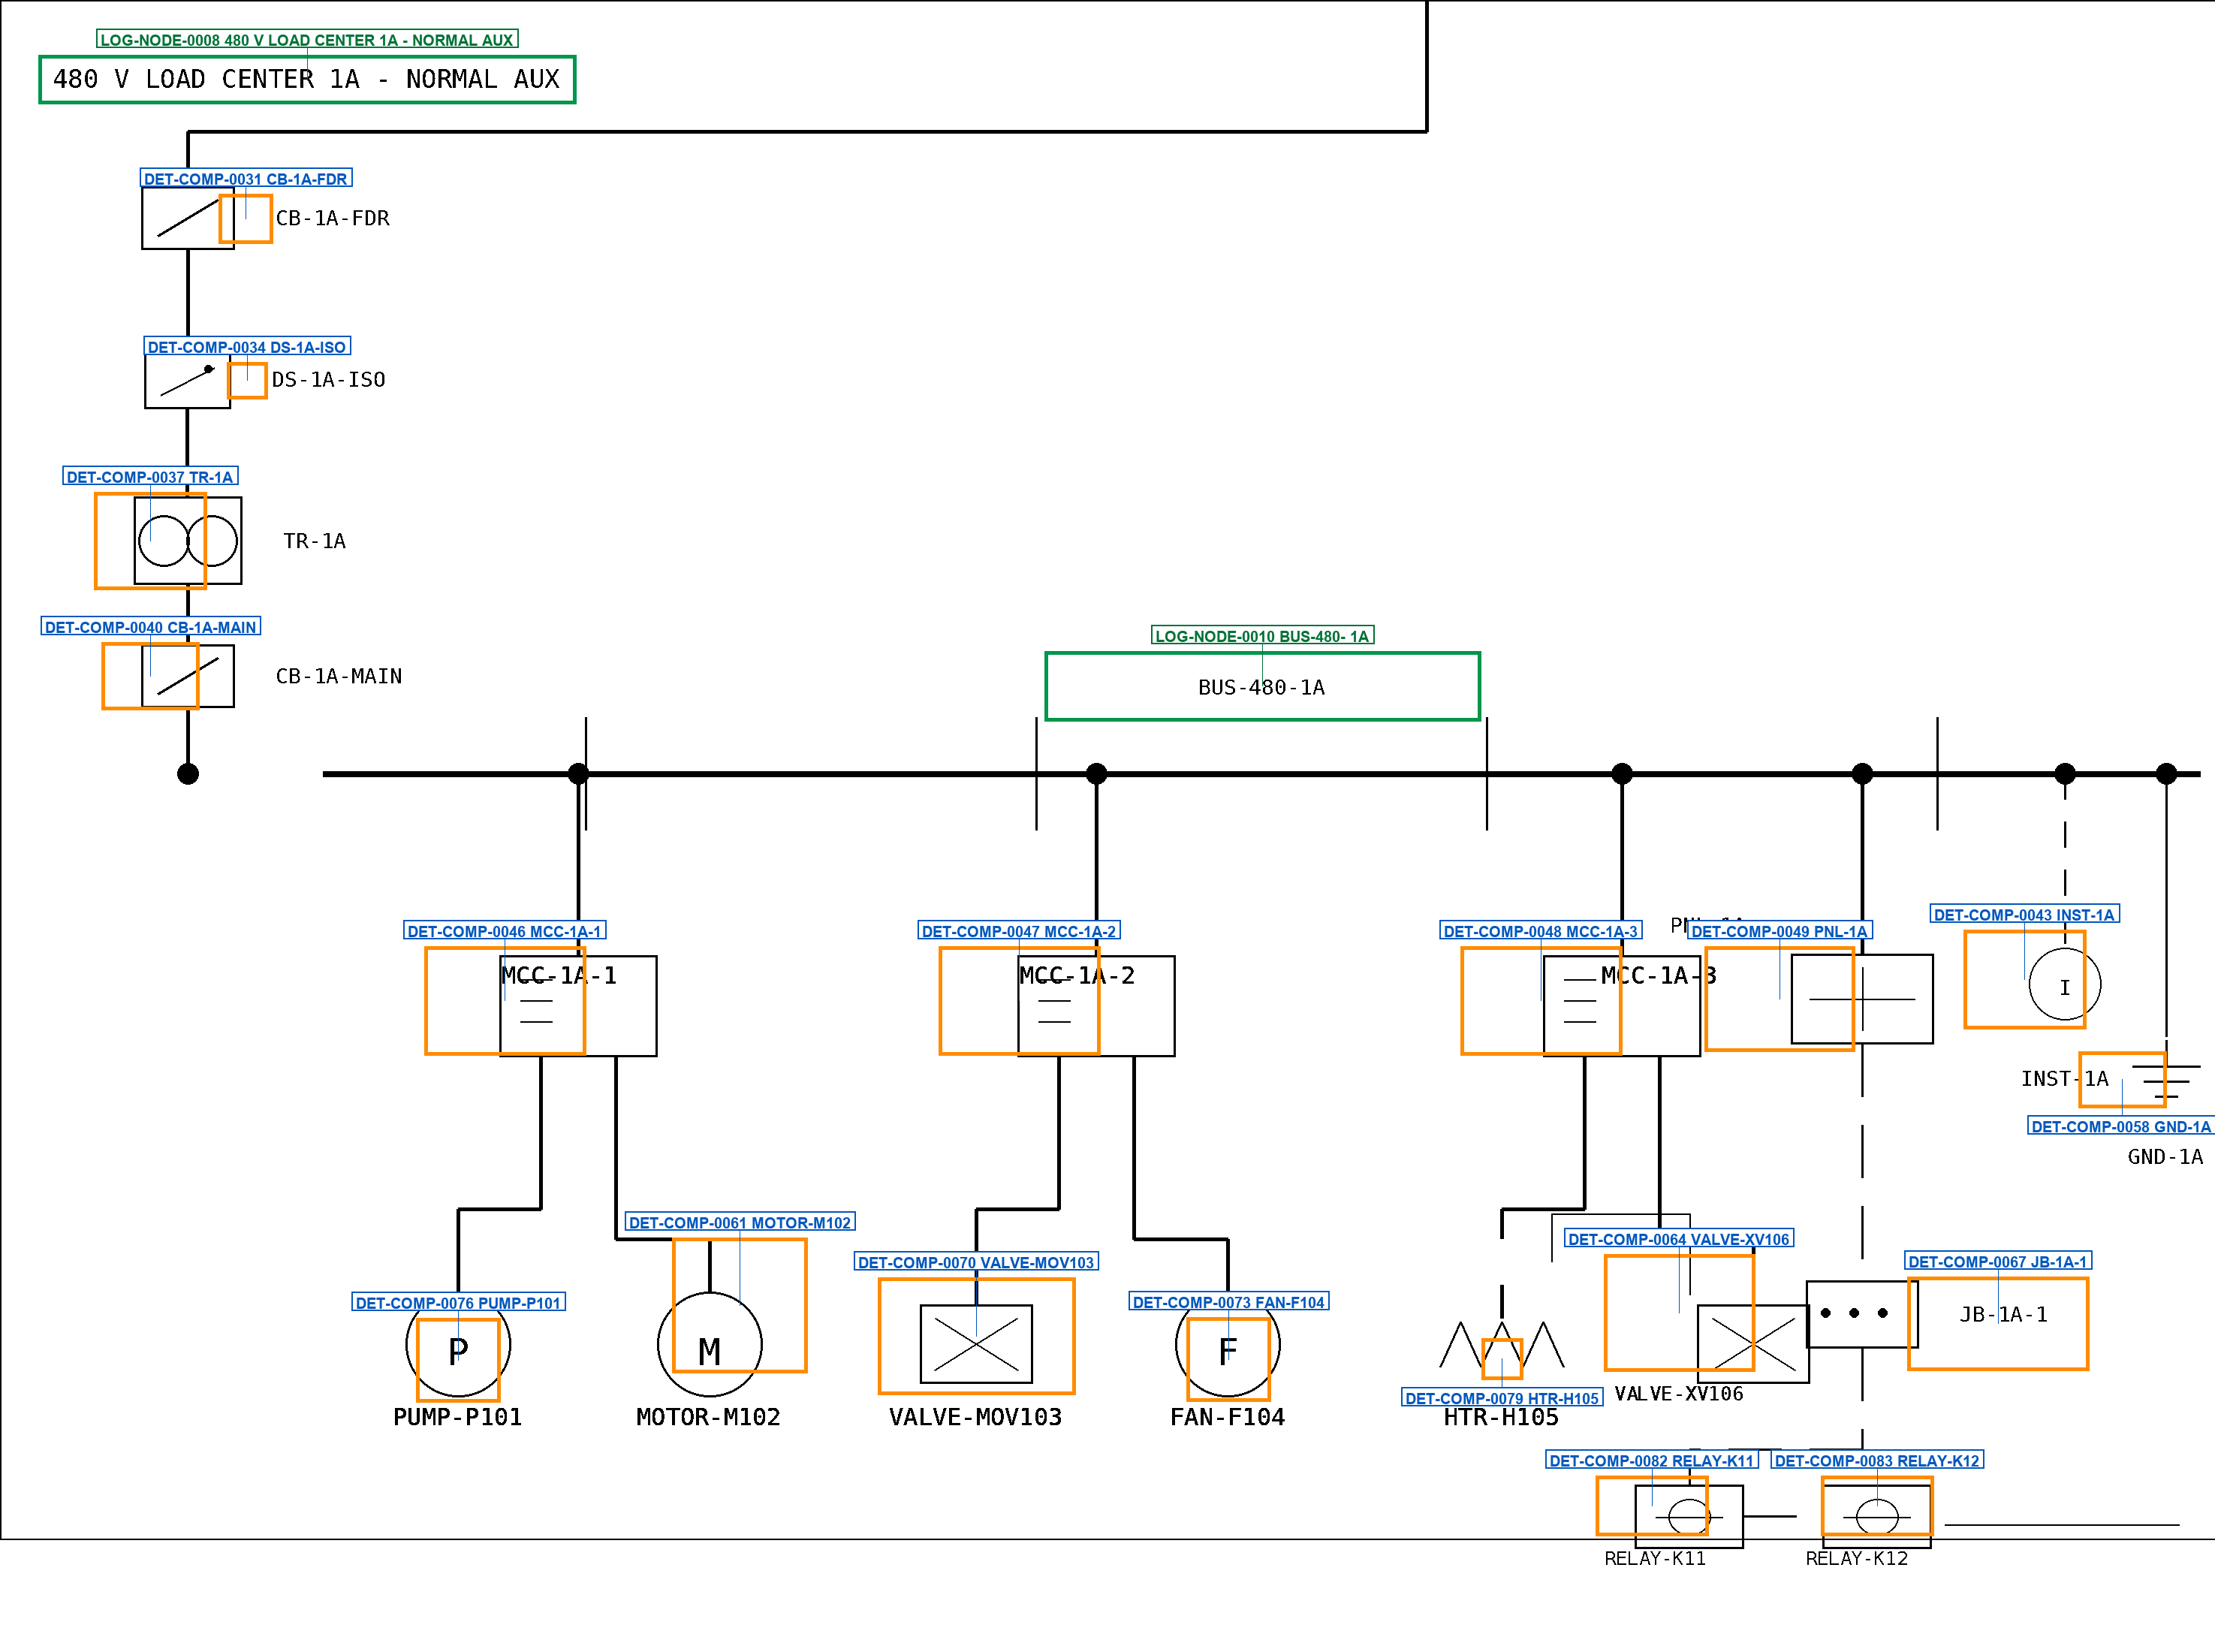 LOG-NODE-0008 480 V LOAD CENTER 1A - NORMAL AUX
480 V LOAD CENTER 1A - NORMAL AUX
DET-COMP-0031 CB-1A-FDR
CB-1A-FDR
DET-COMP-0034 DS-1A-ISO
DS-1A-ISO
DET-COMP-0037 TR-1A
TR-1A
DET-COMP-0040 CB-1A-MAIN
CB-1A-MAIN
LOG-NODE-0010 BUS-480- 1A
BUS-480-1A
DET-COMP-0046 MCC-1A-1
MCC-1A-1
DET-COMP-0047 MCC-1A-2
MCC-1A-2
DET-COMP-0048 MCC-1A-3
MCC-1A-3
DET-COMP-0049 PNL-1A
DET-COMP-0043 INST-1A
I
INST-1A
DET-COMP-0058 GND-1A
GND-1A
DET-COMP-0076 PUMP-P101
P
PUMP-P101
DET-COMP-0061 MOTOR-M102
M
MOTOR-M102
DET-COMP-0070 VALVE-MOV103
VALVE-MOV103
DET-COMP-0073 FAN-F104
F
FAN-F104
DET-COMP-0079 HTR-H105
HTR-H105
DET-COMP-0064 VALVE-XV106
VALVE-XV106
DET-COMP-0067 JB-1A-1
JB-1A-1
DET-COMP-0082 RELAY-K11
RELAY-K11
DET-COMP-0083 RELAY-K12
RELAY-K12